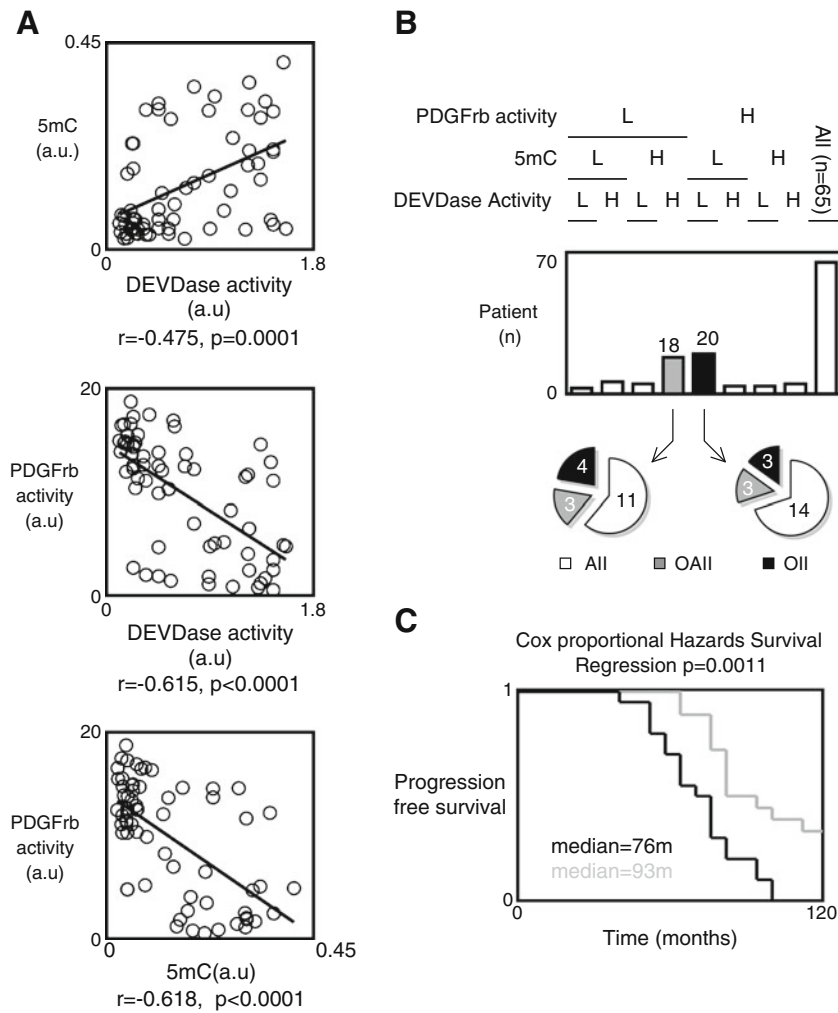 A
0.45
5mC
(a.u.)
0
0 1.8
DEVDase activity
(a.u)
r=-0.475, p=0.0001
20
PDGFrb
activity
(a.u)
0
0 1.8
DEVDase activity
(a.u)
r=-0.615, p<0.0001
20
PDGFrb
activity
(a.u)
0
0 0.45
5mC(a.u)
r=-0.618, p<0.0001
B
PDGFrb activity L H
5mC L H L H
DEVDase Activity L H L H L H L H
All (n=65)
70
Patient
(n)
18 20
0
4 3 11
3 3 14
AII OAII OII
C
Cox proportional Hazards Survival
Regression p=0.0011
1
Progression
free survival
median=76m
median=93m
0
0 120
Time (months)